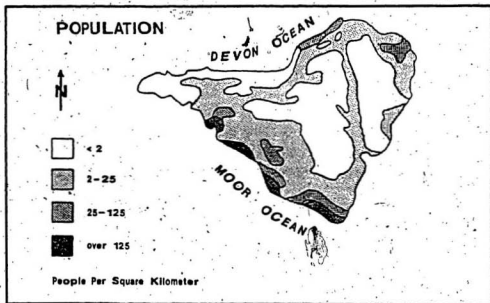 POPULATION
DEVON OCEAN
N
< 2
2-25
25-125
over 125
MOOR OCEAN
People Per Square Kilometer